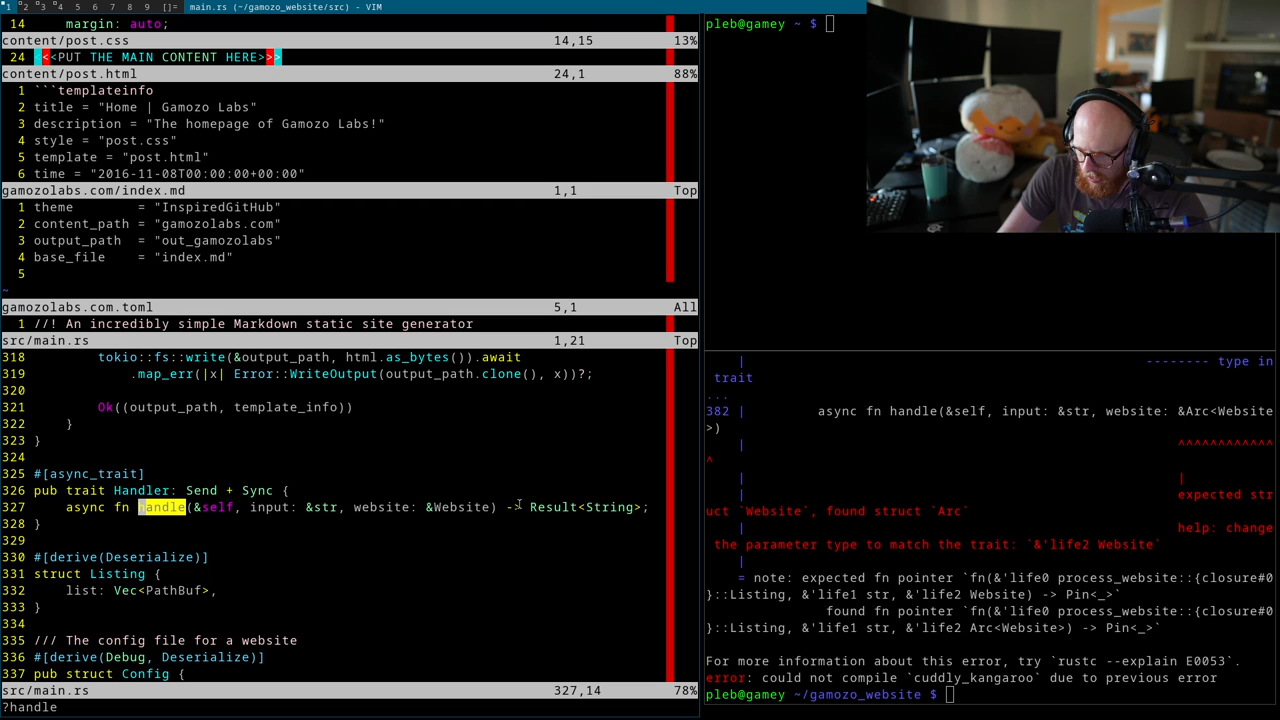 1 2 3 4 5 6 7 8 9 []= main.rs (~/gamozo_website/src) - VIM
14     margin: auto;
content/post.css 14,15 13%
24 <<<PUT THE MAIN CONTENT HERE>>>
content/post.html 24,1 88%
1 ```templateinfo
2 title = "Home | Gamozo Labs"
3 description = "The homepage of Gamozo Labs!"
4 style = "post.css"
5 template = "post.html"
6 time = "2016-11-08T00:00:00+00:00"
gamozolabs.com/index.md 1,1 Top
1 theme        = "InspiredGitHub"
2 content_path = "gamozolabs.com"
3 output_path  = "out_gamozolabs"
4 base_file    = "index.md"
5
~
gamozolabs.com.toml 5,1 All
1 //! An incredibly simple Markdown static site generator
src/main.rs 1,21 Top
318         tokio::fs::write(&output_path, html.as_bytes()).await
319             .map_err(|x| Error::WriteOutput(output_path.clone(), x))?;
320
321         Ok((output_path, template_info))
322     }
323 }
324
325 #[async_trait]
326 pub trait Handler: Send + Sync {
327     async fn handle(&self, input: &str, website: &Website) -> Result<String>;
328 }
329
330 #[derive(Deserialize)]
331 struct Listing {
332     list: Vec<PathBuf>,
333 }
334
335 /// The config file for a website
336 #[derive(Debug, Deserialize)]
337 pub struct Config {
src/main.rs 327,14 78%
?handle
pleb@gamey ~ $
| -------- type in
trait
...
382 |         async fn handle(&self, input: &str, website: &Arc<Website
>)
| ^^^^^^^^^^^^
^
| |
| expected str
uct `Website`, found struct `Arc`
| help: change
the parameter type to match the trait: `&'life2 Website`
|
= note: expected fn pointer `fn(&'life0 process_website::{closure#0
}::Listing, &'life1 str, &'life2 Website) -> Pin<_>`
found fn pointer `fn(&'life0 process_website::{closure#0
}::Listing, &'life1 str, &'life2 Arc<Website>) -> Pin<_>`
For more information about this error, try `rustc --explain E0053`.
error: could not compile `cuddly_kangaroo` due to previous error
pleb@gamey ~/gamozo_website $